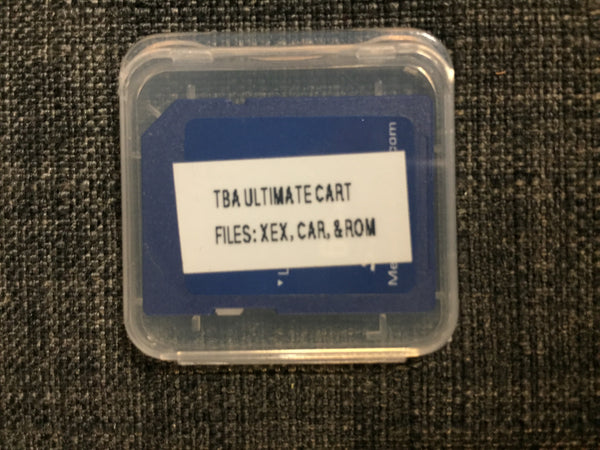 TBA ULTIMATE CART
FILES: XEX, CAR, & ROM